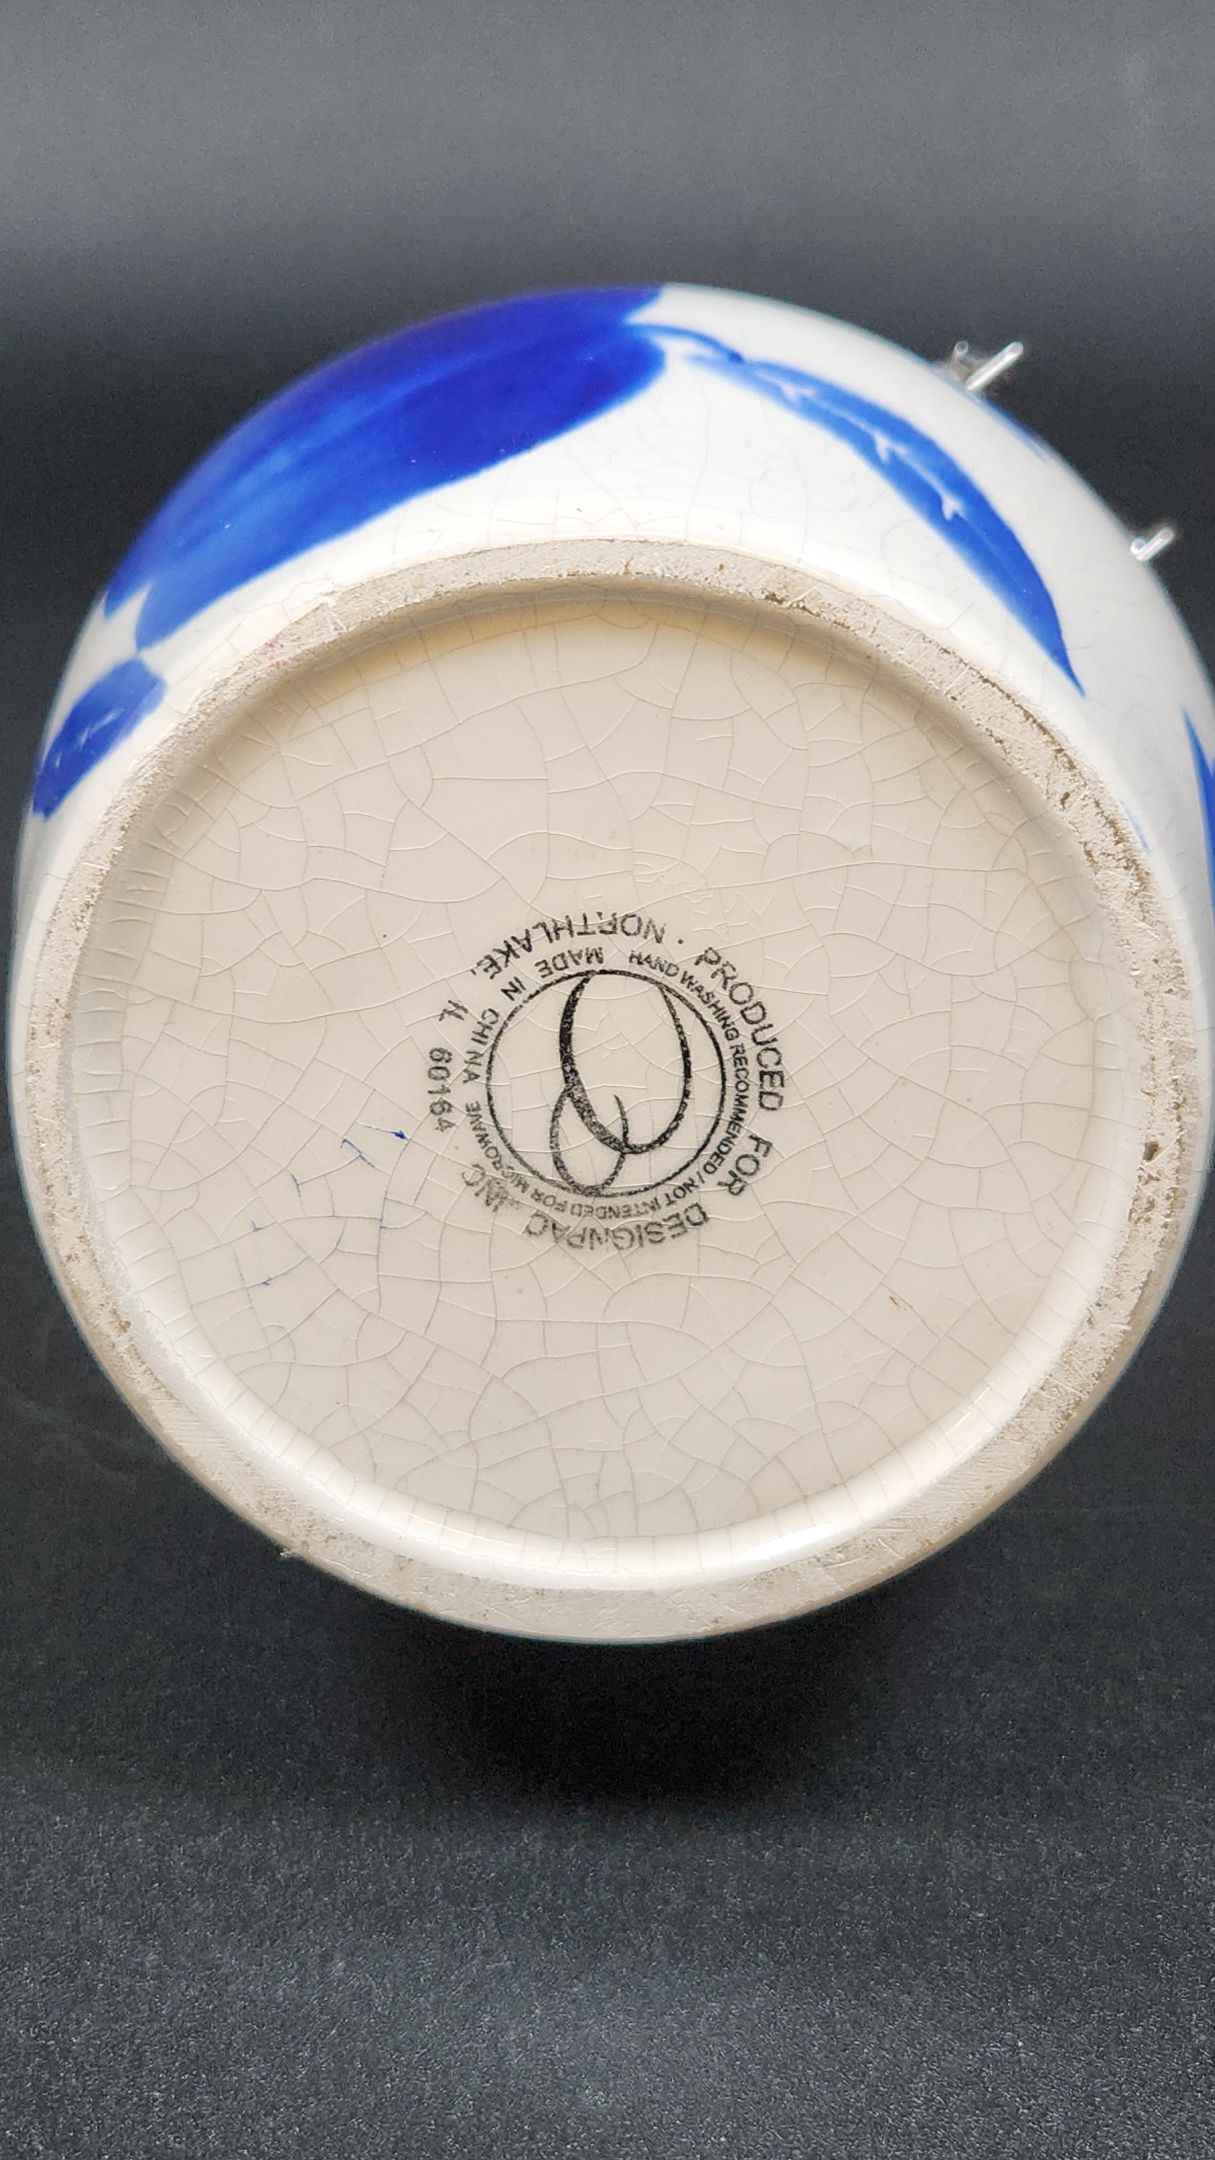 PRODUCED FOR DESIGNPAC INC. NORTHLAKE, IL 60164
HAND WASHING RECOMMENDED / NOT INTENDED FOR MICROWAVE
MADE IN CHINA